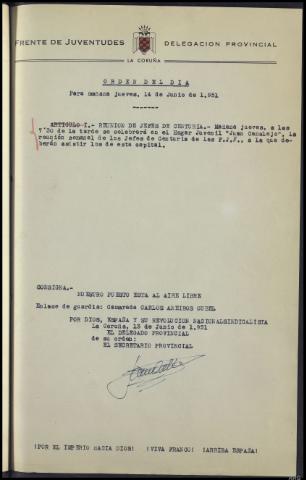 FRENTE DE JUVENTUDES DELEGACION PROVINCIAL
LA CORUÑA
ORDEN DEL DIA
Para mañana jueves, 14 de Junio de 1.951
ARTICULO I.- REUNION DE JEFES DE CENTURIA.- Mañana jueves, a las
7'30 de la tarde se celebrará en el Hogar Juvenil "Juan Canalejo", la
reunión semanal de los Jefes de Centuria de las F.J.F., a la que de-
berán asistir los de esta capital.
CONSIGNA.-
NUESTRO PUESTO ESTA AL AIRE LIBRE
Enlace de guardia: Camarada CARLOS AREIROS
POR DIOS, ESPAÑA Y SU REVOLUCION NACIONALSINDICALISTA
La Coruña, 13 de Junio de 1.951
EL DELEGADO PROVINCIAL
de su orden:
EL SECRETARIO PROVINCIAL
¡POR EL IMPERIO HACIA DIOS! ¡VIVA FRANCO! ¡ARRIBA ESPAÑA!